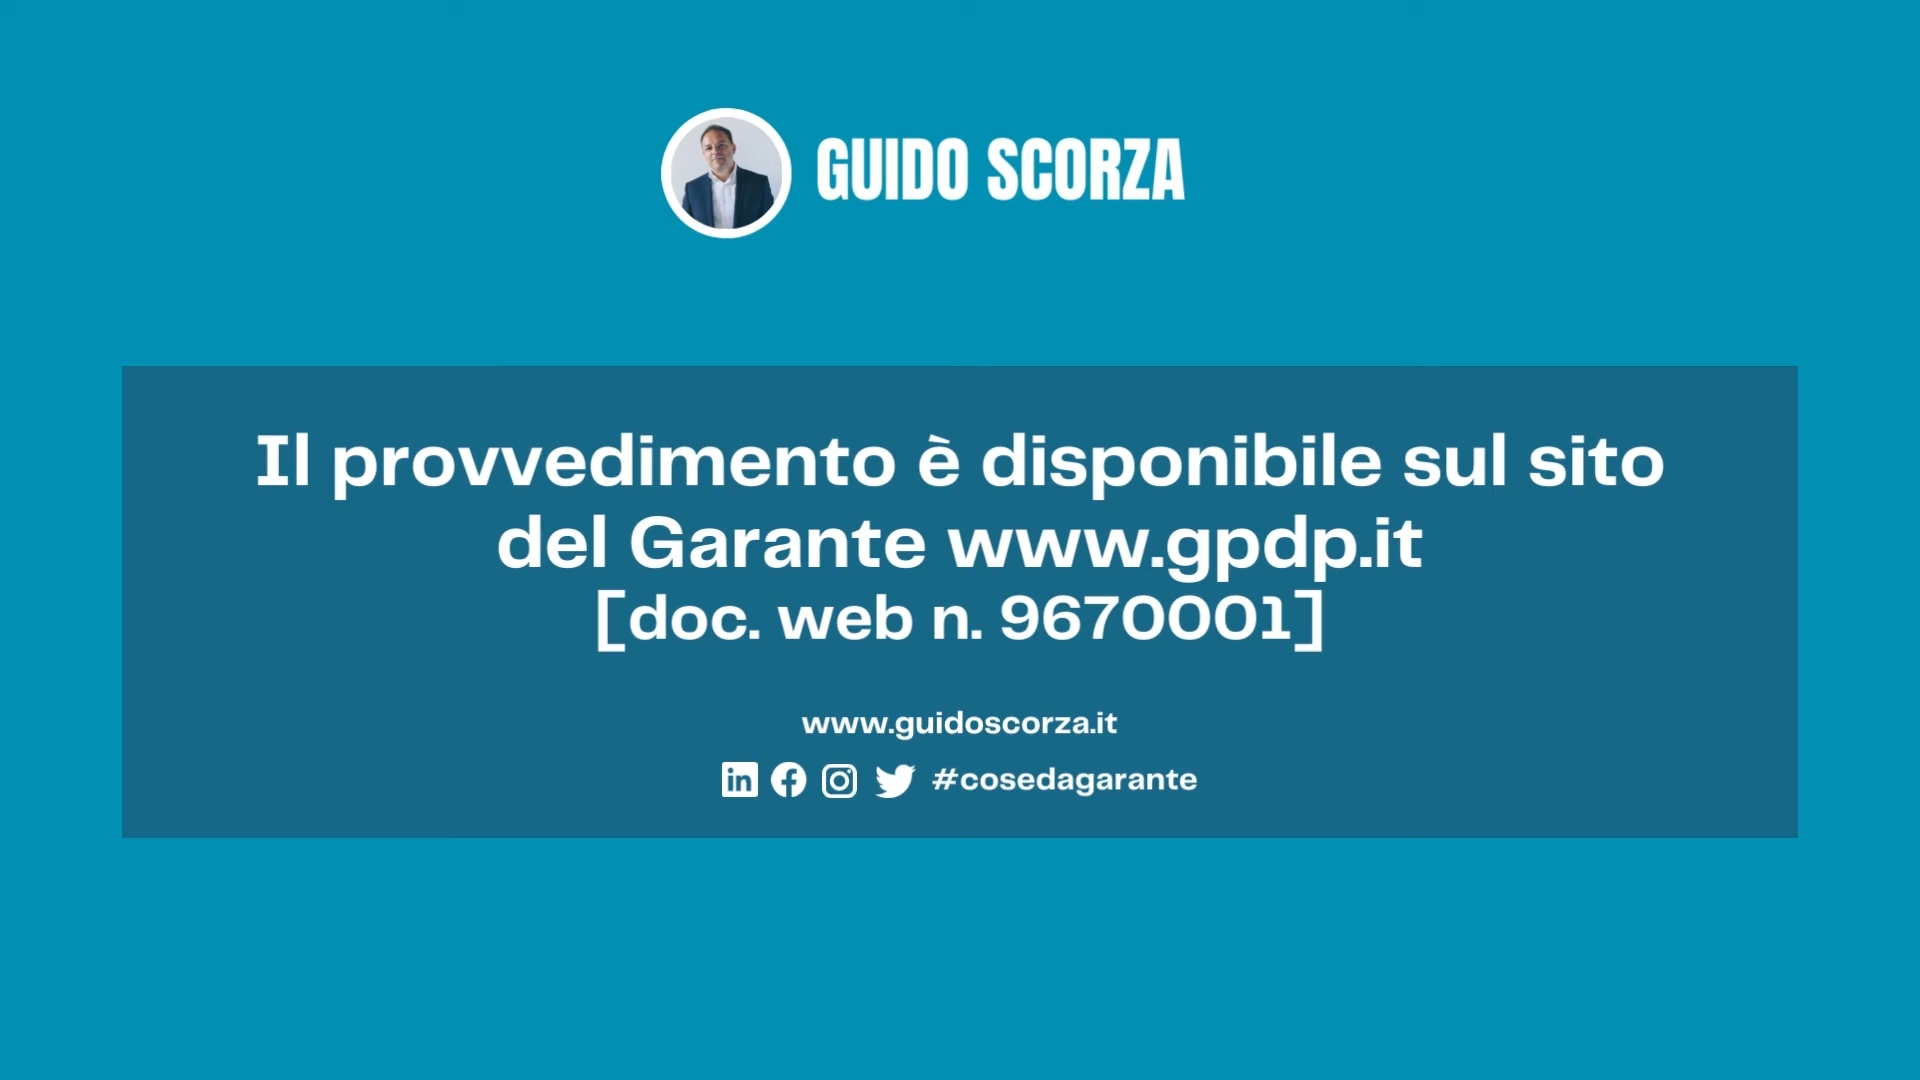 GUIDO SCORZA
Il provvedimento è disponibile sul sito
del Garante www.gpdp.it
[doc. web n. 9670001]
www.guidoscorza.it
#cosedagarante